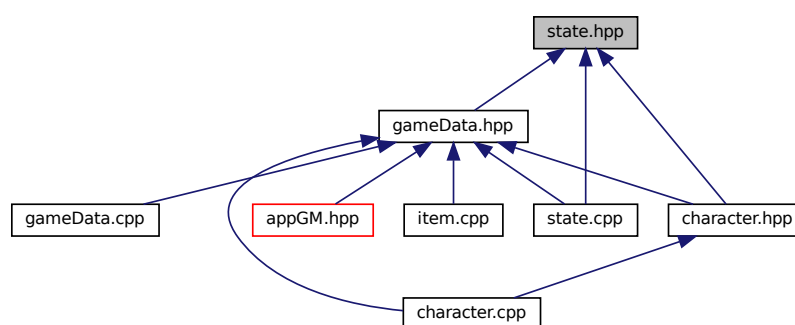 state.hpp
gameData.hpp
gameData.cpp
appGM.hpp
item.cpp
state.cpp
character.hpp
character.cpp